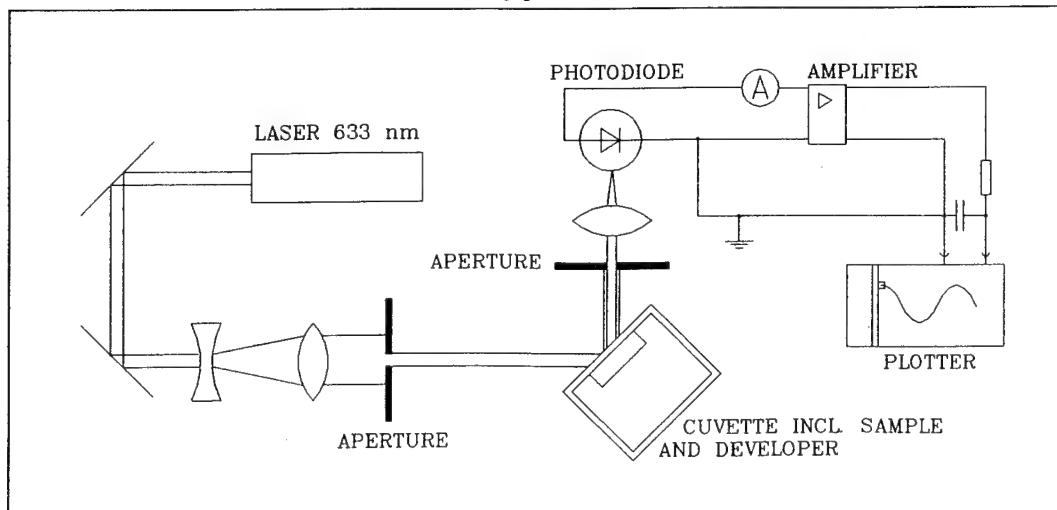 PHOTODIODE
A
AMPLIFIER
LASER 633 nm
APERTURE
PLOTTER
APERTURE
CUVETTE INCL. SAMPLE
AND DEVELOPER